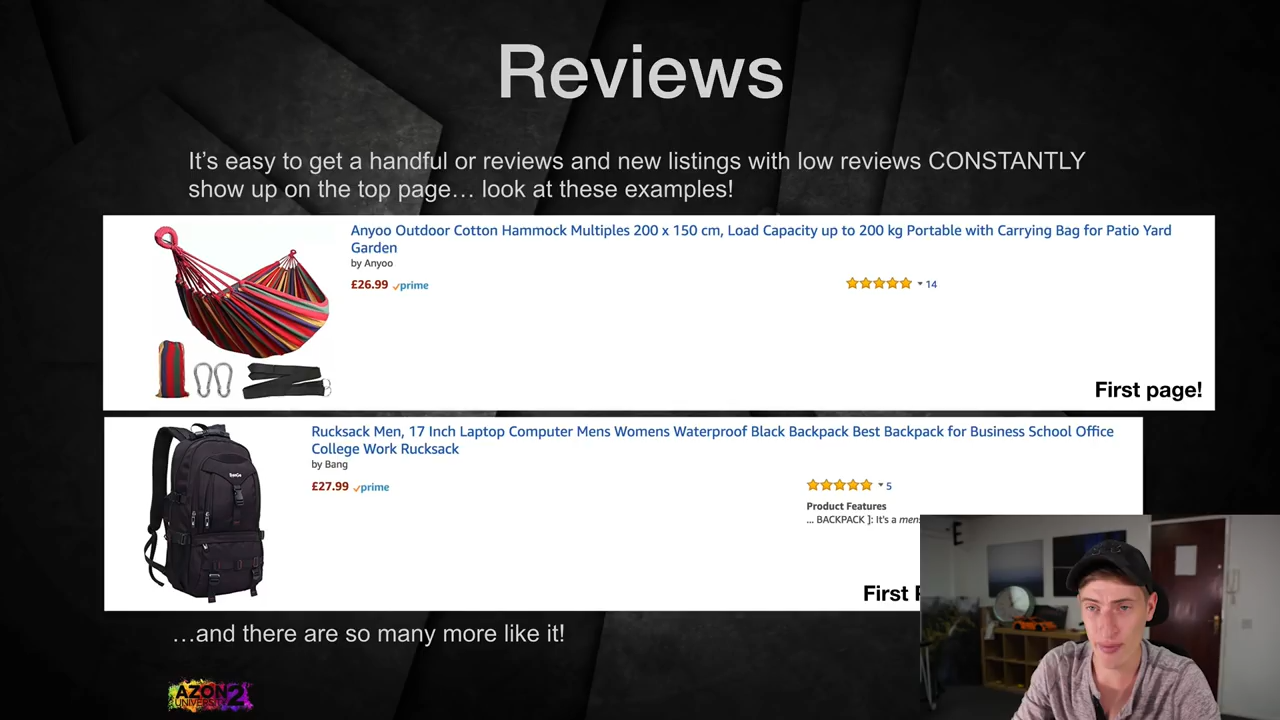 Reviews
It's easy to get a handful or reviews and new listings with low reviews CONSTANTLY
show up on the top page… look at these examples!
Anyoo Outdoor Cotton Hammock Multiples 200 x 150 cm, Load Capacity up to 200 kg Portable with Carrying Bag for Patio Yard
Garden
by Anyoo
£26.99 prime
14
First page!
Rucksack Men, 17 Inch Laptop Computer Mens Womens Waterproof Black Backpack Best Backpack for Business School Office
College Work Rucksack
by Bang
£27.99 prime
5
Product Features
... BACKPACK ]: It's a mens
First
…and there are so many more like it!
AZON 2
UNIVERSITY